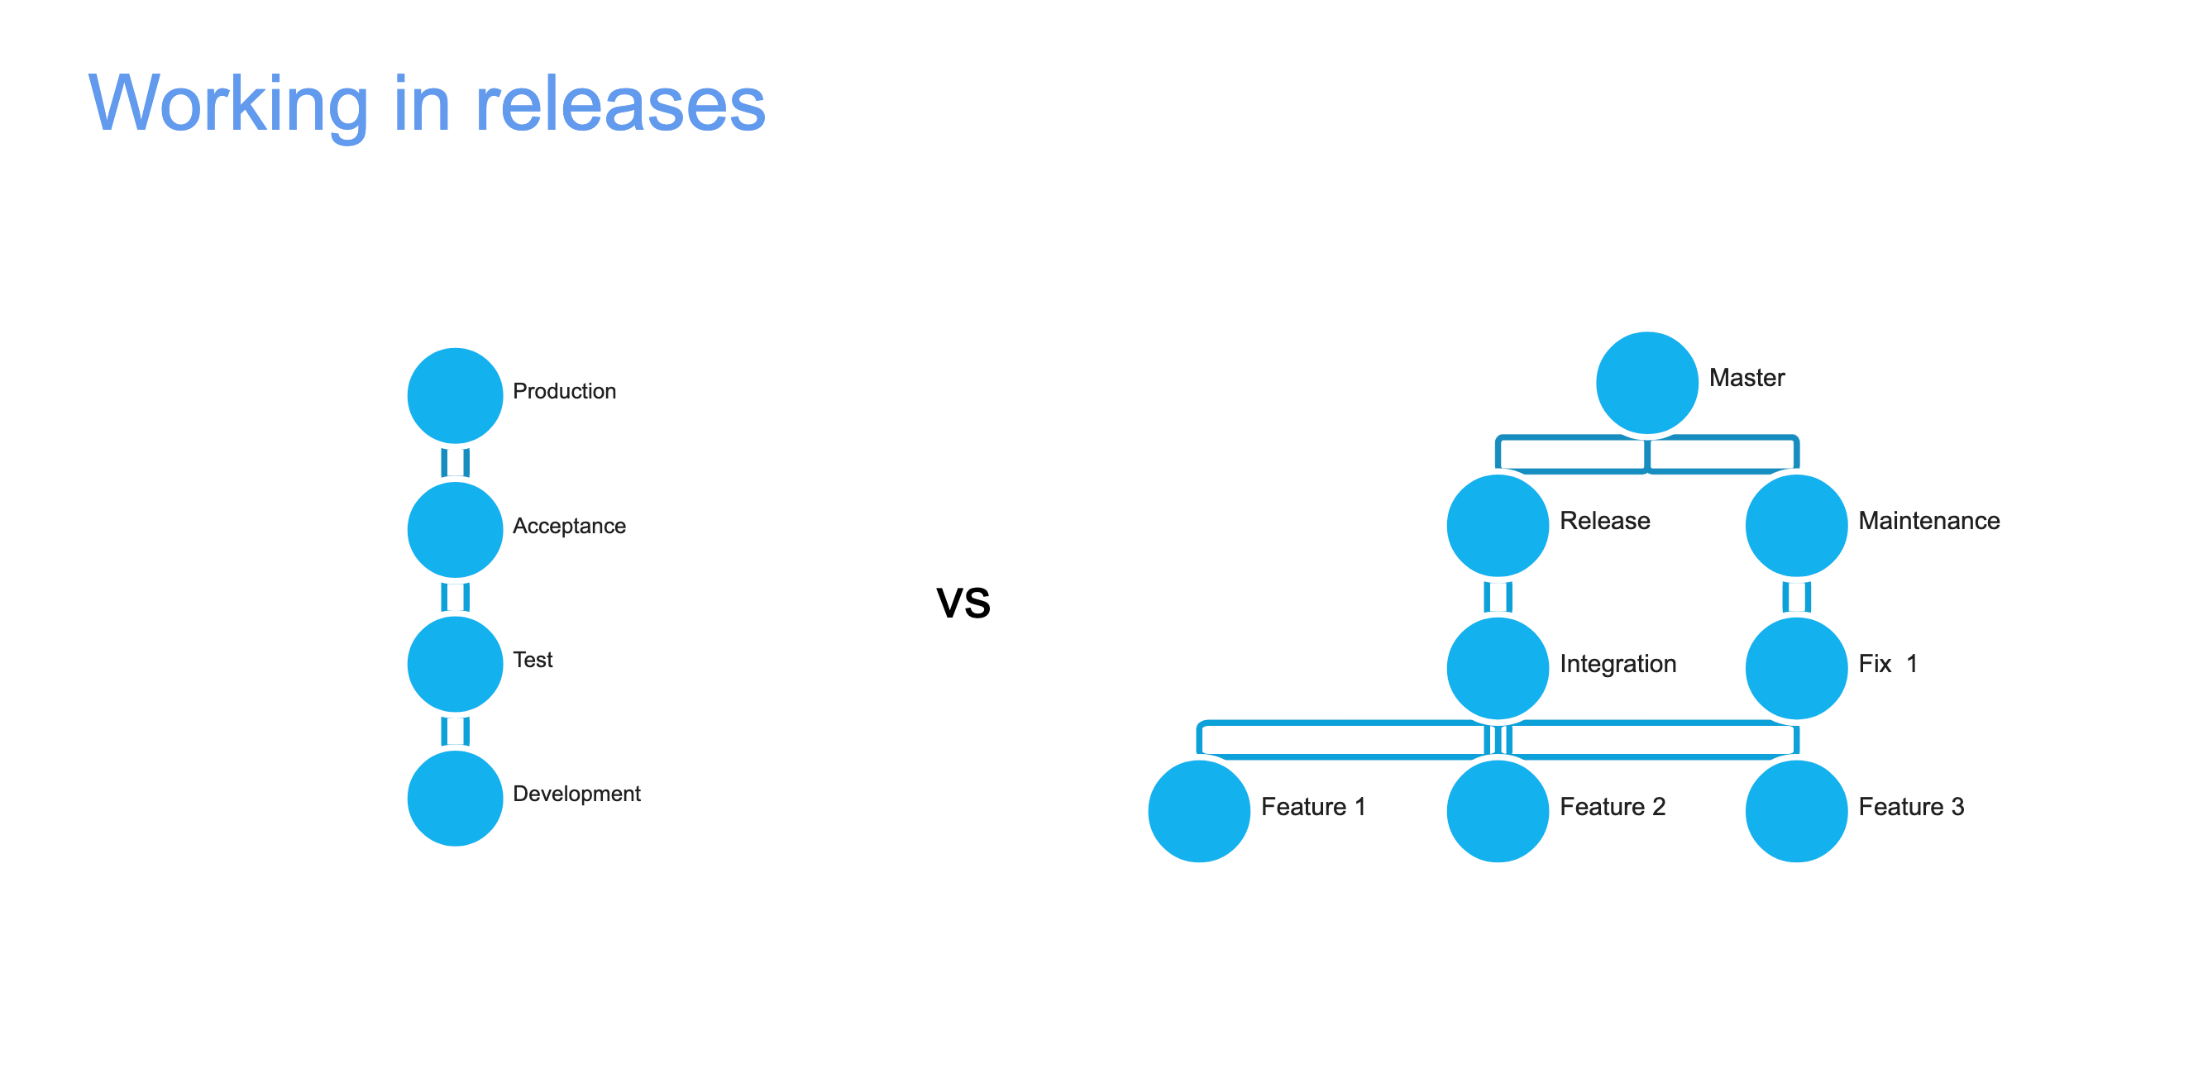 Working in releases
Production
Acceptance
Test
Development
VS
Master
Release
Maintenance
Integration
Fix  1
Feature 1
Feature 2
Feature 3